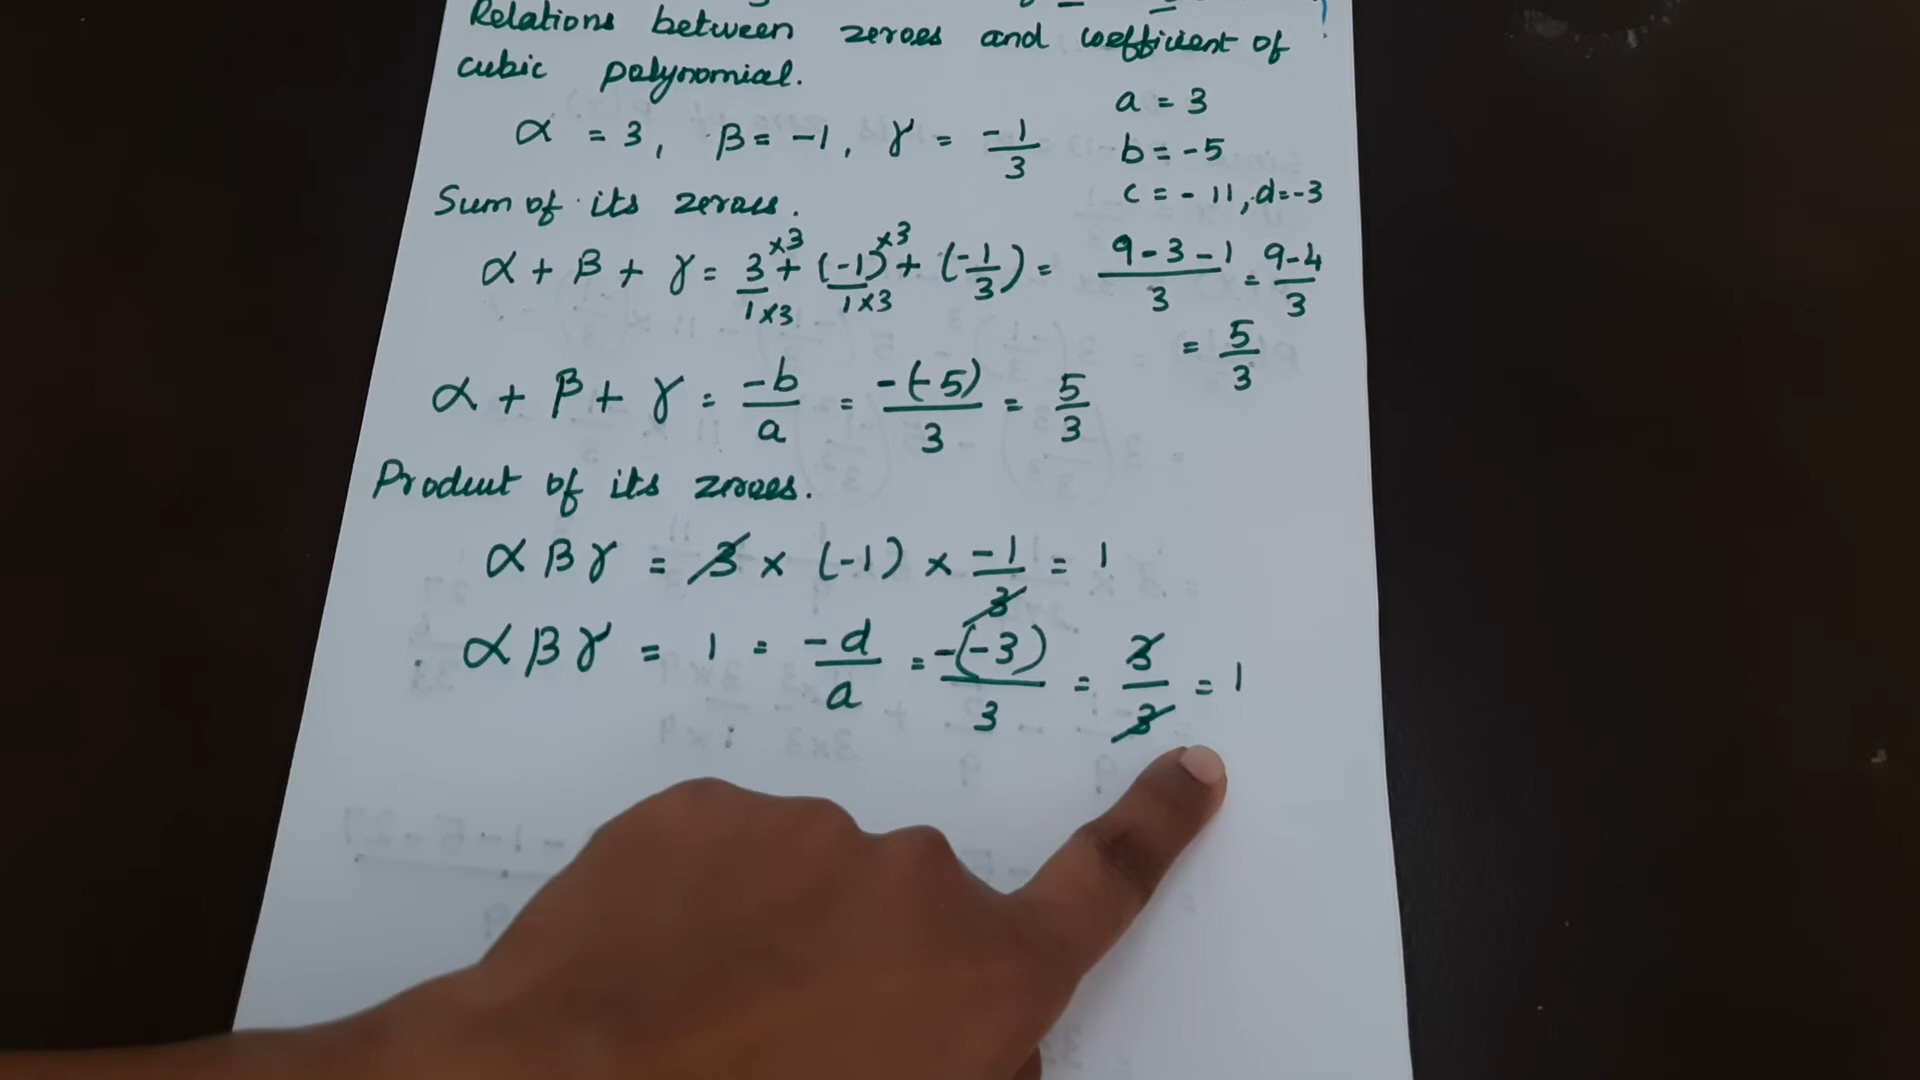 Relations between zeroes and coefficient of
cubic polynomial.
α = 3, β = -1, γ = -1/3
a = 3
b = -5
c = -11, d = -3
Sum of its zeroes.
α + β + γ = 3×3/1×3 + (-1)×3/1×3 + (-1/3) = 9-3-1/3 = 9-4/3
= 5/3
α + β + γ = -b/a = -(-5)/3 = 5/3
Product of its zeroes.
αβγ = 3 × (-1) × -1/3 = 1
αβγ = 1 = -d/a = -(-3)/3 = 3/3 = 1